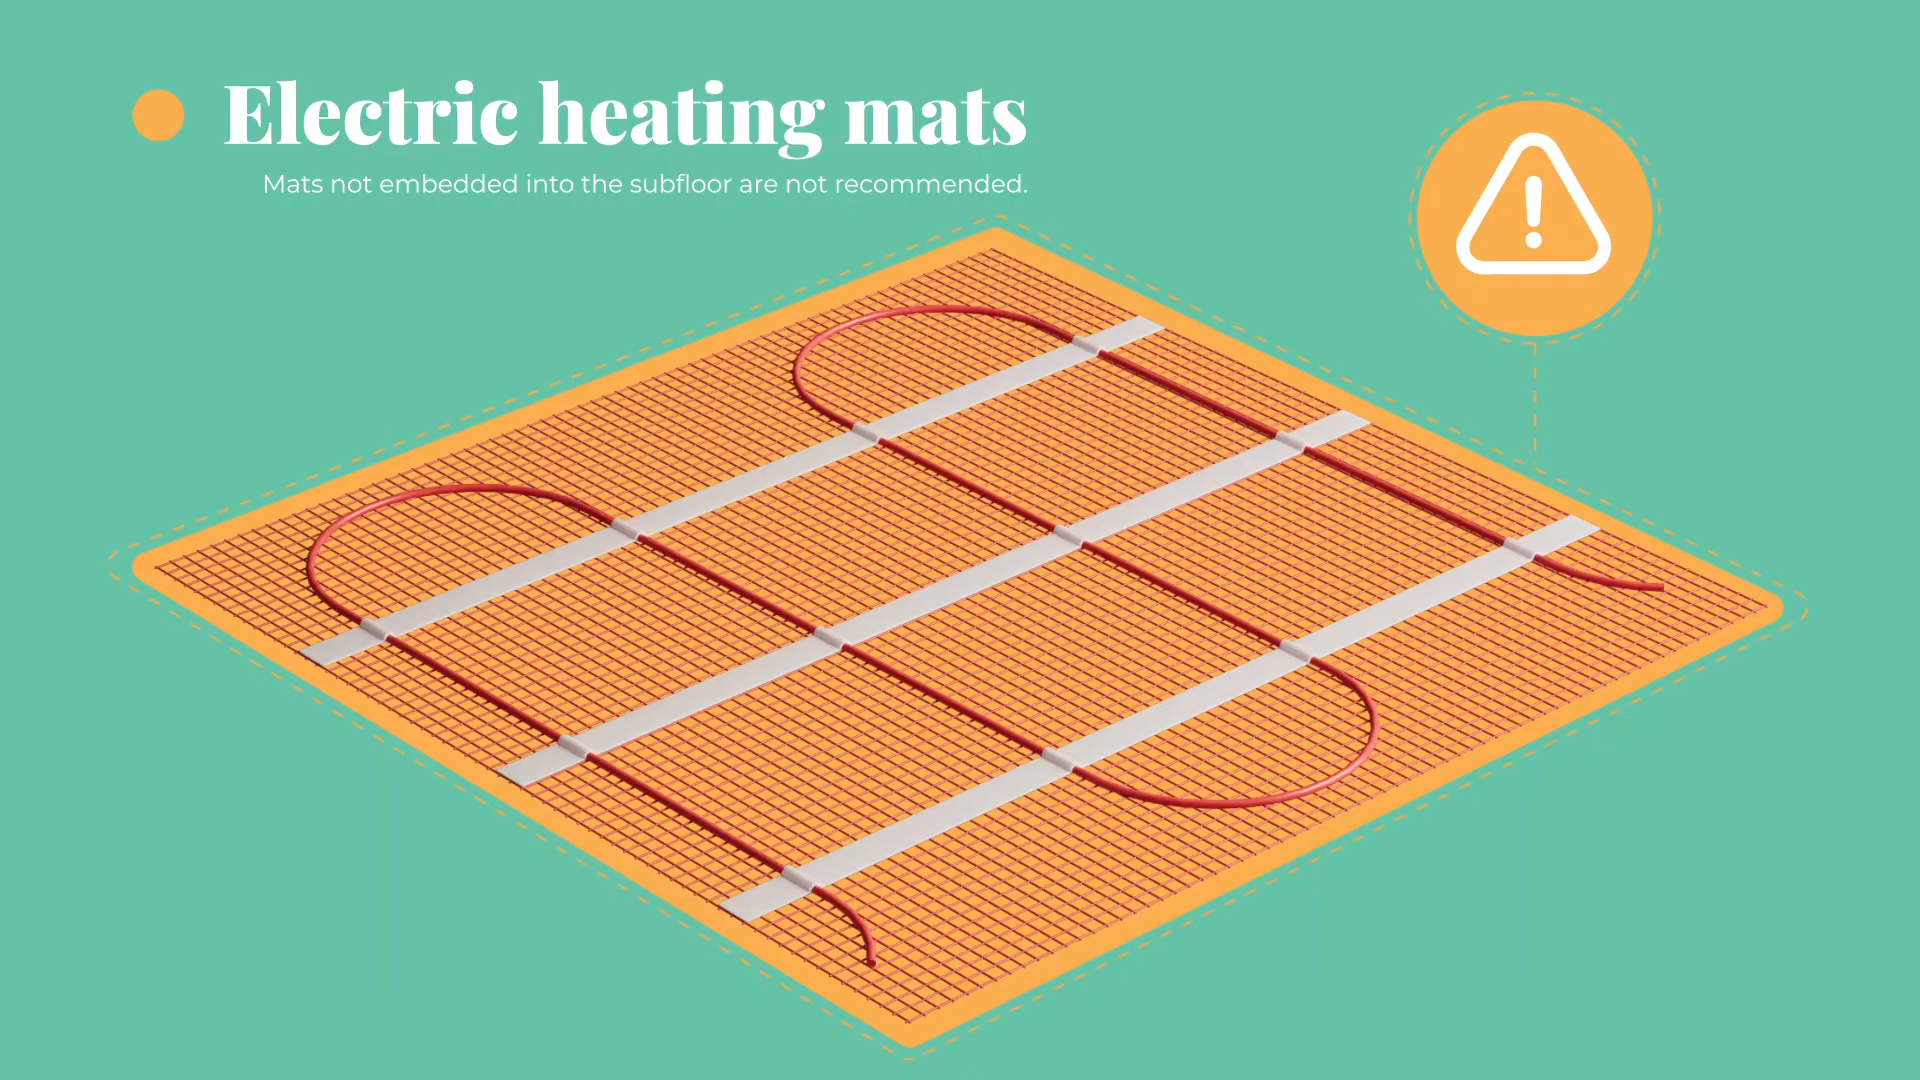 Electric heating mats
Mats not embedded into the subfloor are not recommended.